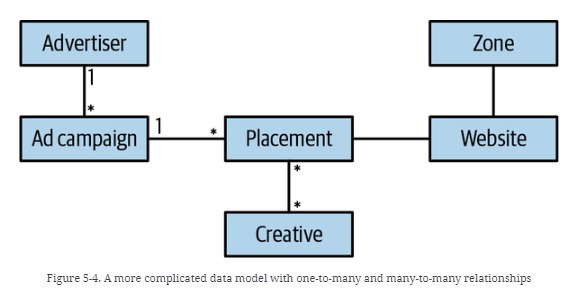 Advertiser
Zone
1
*
Ad campaign
1
*
Placement
Website
*
*
Creative
Figure 5-4. A more complicated data model with one-to-many and many-to-many relationships